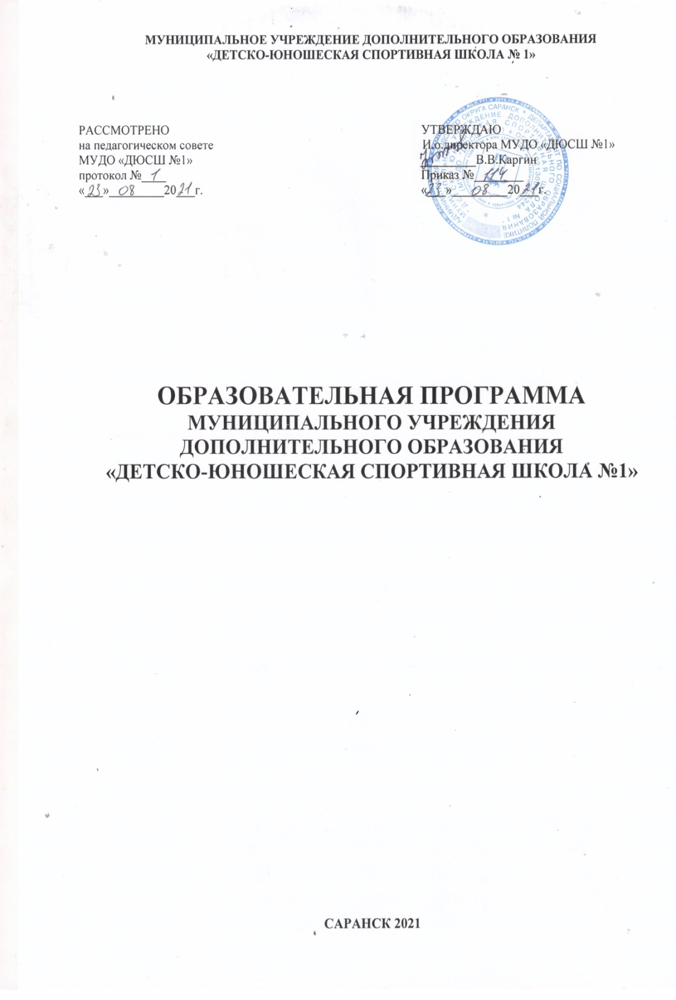 МУНИЦИПАЛЬНОЕ УЧРЕЖДЕНИЕ ДОПОЛНИТЕЛЬНОГО ОБРАЗОВАНИЯ
«ДЕТСКО-ЮНОШЕСКАЯ СПОРТИВНАЯ ШКОЛА № 1»
РАССМОТРЕНО
на педагогическом совете
МУДО «ДЮСШ №1»
протокол № 1
«23» 08 2021 г.
УТВЕРЖДАЮ
И.о.директора МУДО «ДЮСШ №1»
В.В.Каргин
Приказ № 114
«23» 08 2021 г.
ОБРАЗОВАТЕЛЬНАЯ ПРОГРАММА
МУНИЦИПАЛЬНОГО УЧРЕЖДЕНИЯ
ДОПОЛНИТЕЛЬНОГО ОБРАЗОВАНИЯ
«ДЕТСКО-ЮНОШЕСКАЯ СПОРТИВНАЯ ШКОЛА №1»
САРАНСК 2021